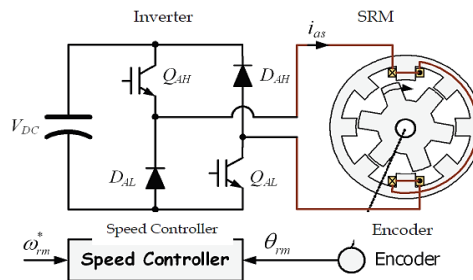 Inverter
SRM
i_as
Q_AH
D_AH
V_DC
D_AL
Q_AL
Speed Controller
Encoder
ω*_rm
Speed Controller
θ_rm
Encoder